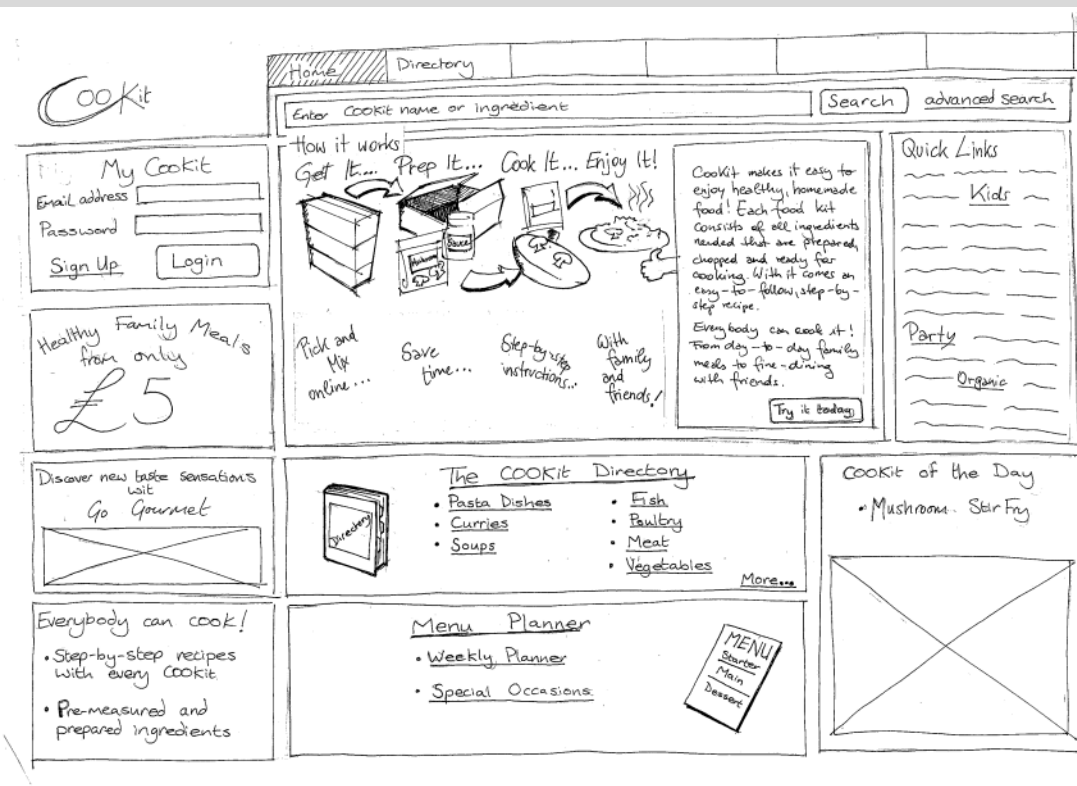 CooKit
Home
Directory
Enter COOKit name or ingredient
Search
advanced search
My Cookit
Email address
Password
Sign Up
Login
Healthy Family Meals
from only
£5
Discover new taste sensations
wit
Go Gourmet
Everybody can cook!
• Step-by-step recipes
with every COOKit
• Pre-measured and
prepared ingredients
How it works
Get It.... Prep It... Cook It... Enjoy It!
Sauce
Pick and
Mix
online...
Save
time...
Step-by-step
instructions...
With
family
and
friends!
CooKit makes it easy to
enjoy healthy, homemade
food! Each food kit
consists of all ingredients
needed that are prepared,
chopped and ready for
cooking. With it comes an
easy-to-follow, step-by-
step recipe.
Everybody can cook it!
From day-to-day family
meals to fine-dining
with friends.
Try it today
Quick Links
Kids
Party
Organic
The COOKit Directory
Directory
• Pasta Dishes
• Curries
• Soups
• Fish
• Poultry
• Meat
• Vegetables
More...
Menu Planner
• Weekly Planner
• Special Occasions
MENU
Starter
Main
Dessert
COOKit of the Day
• Mushroom Stir Fry